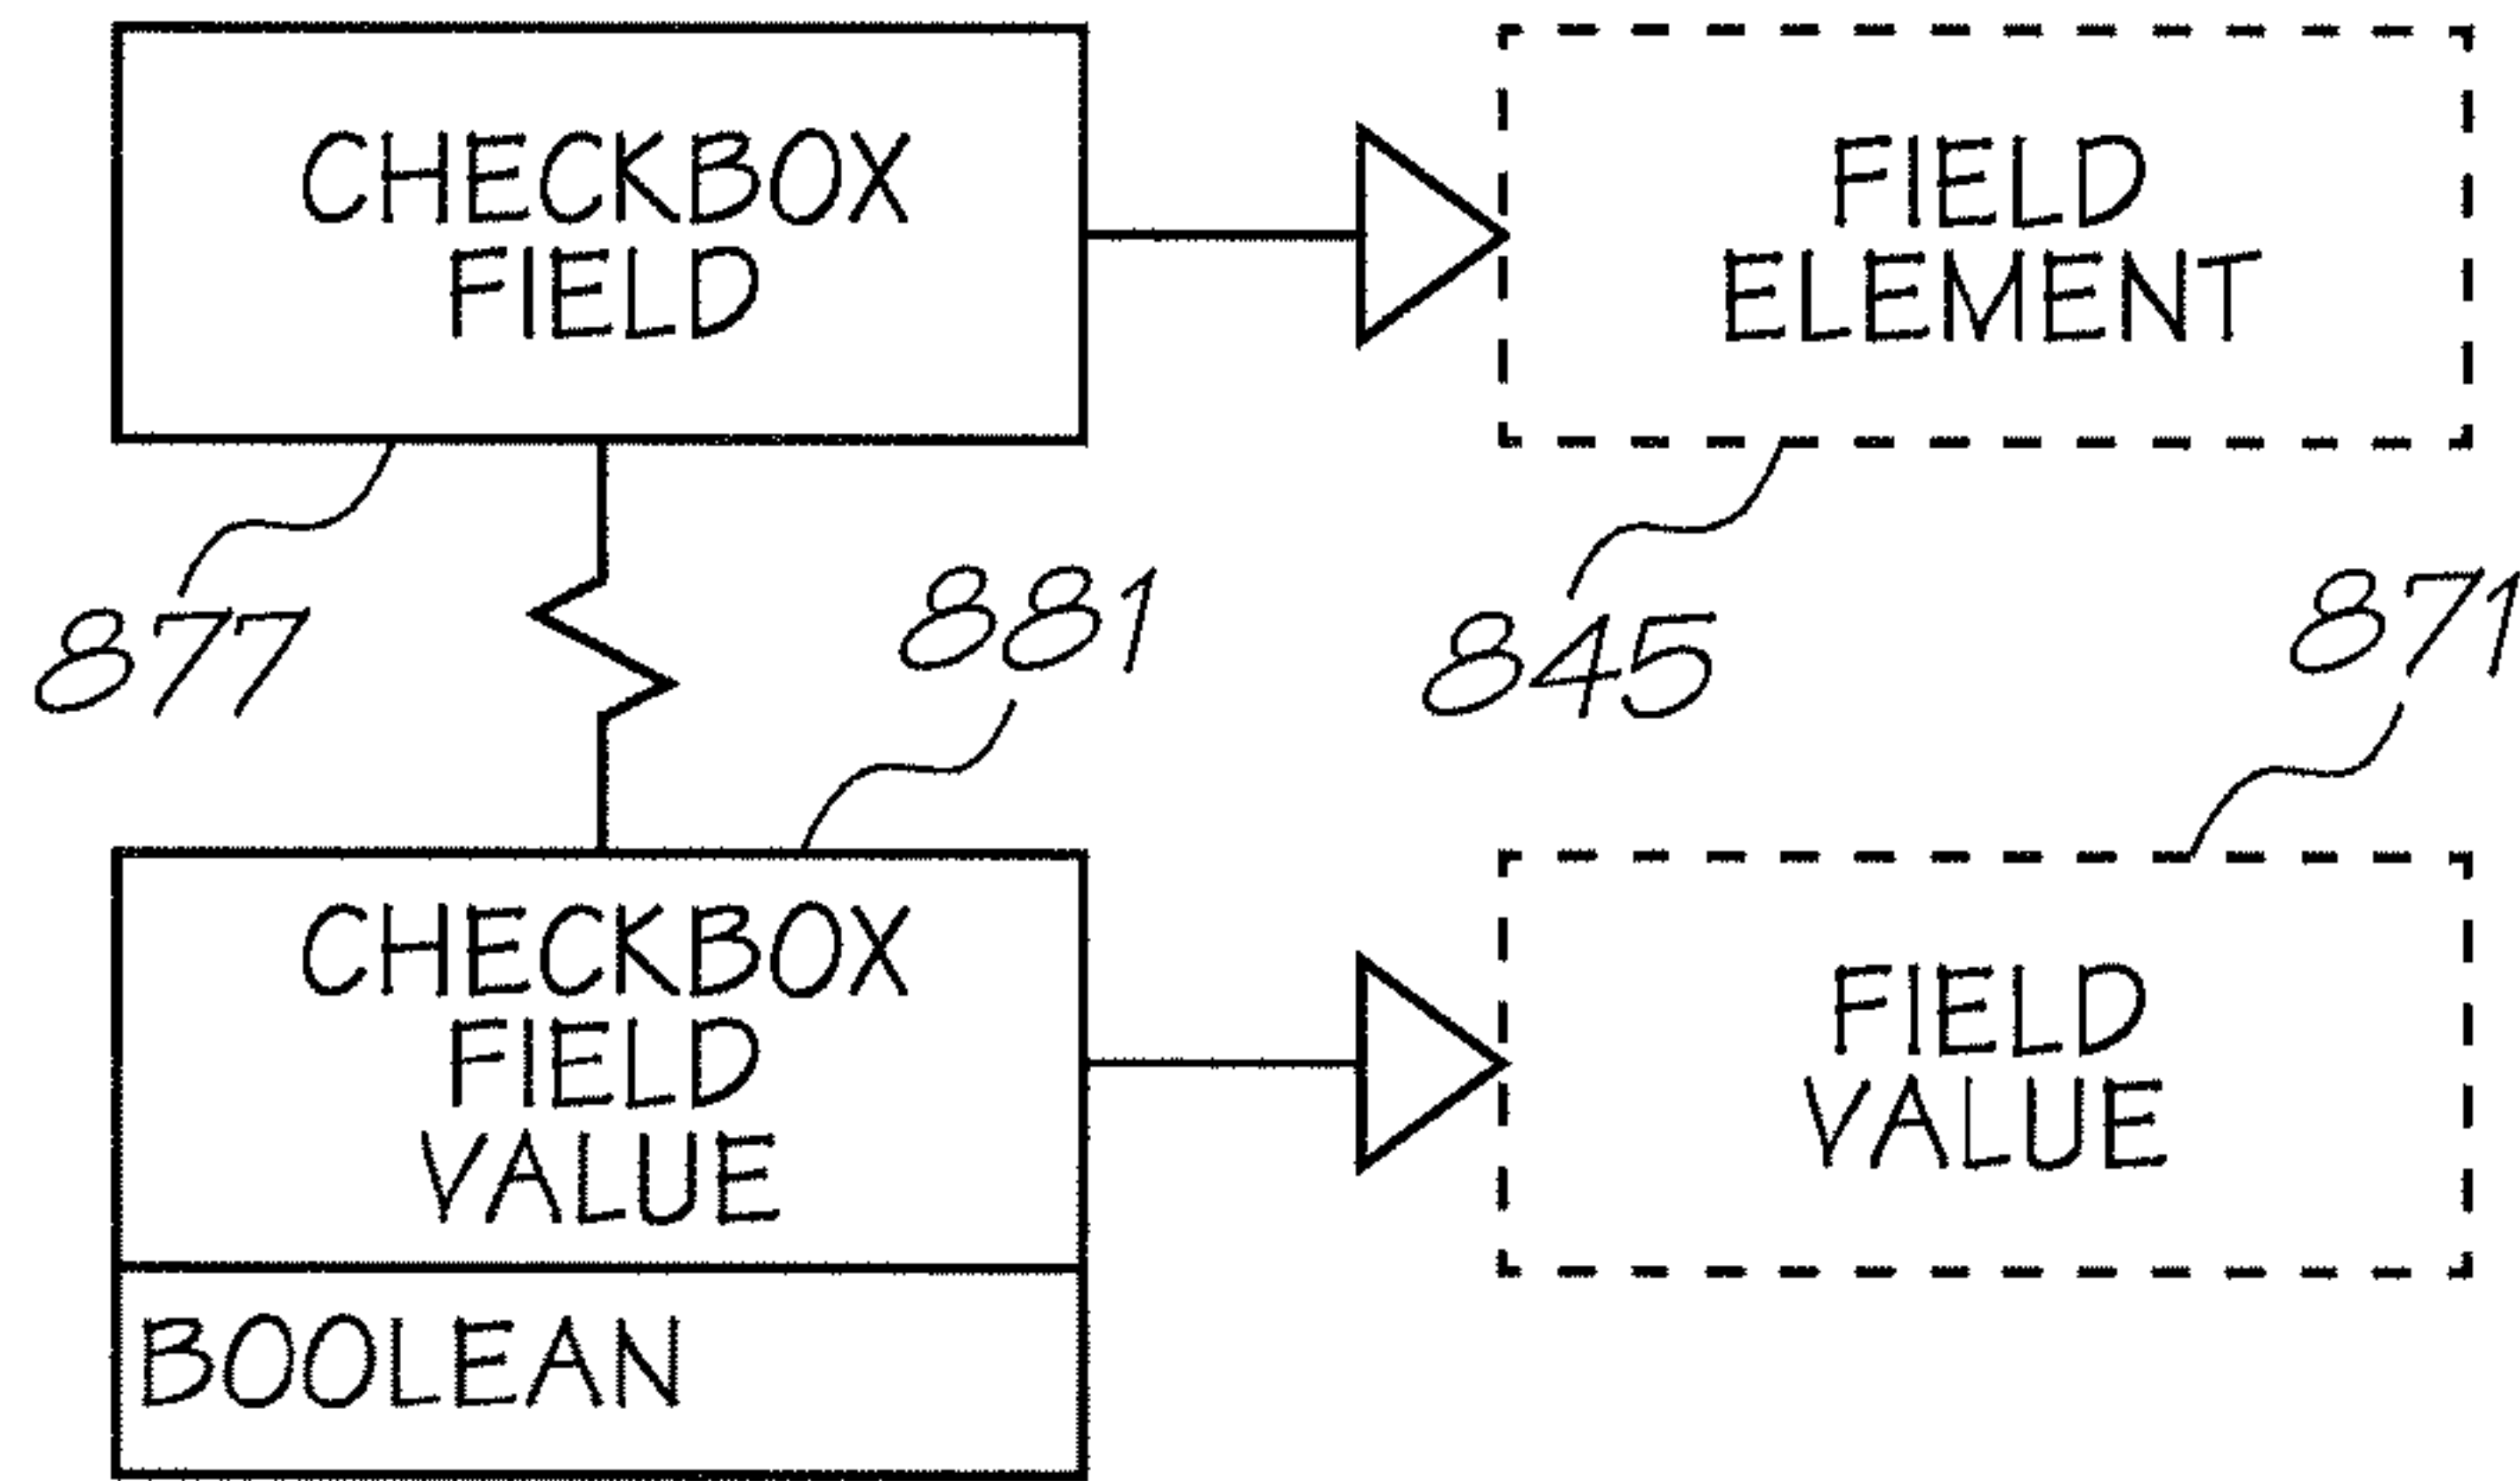 CHECKBOX
FIELD
FIELD
ELEMENT
877
881
845
871
CHECKBOX
FIELD
VALUE
BOOLEAN
FIELD
VALUE